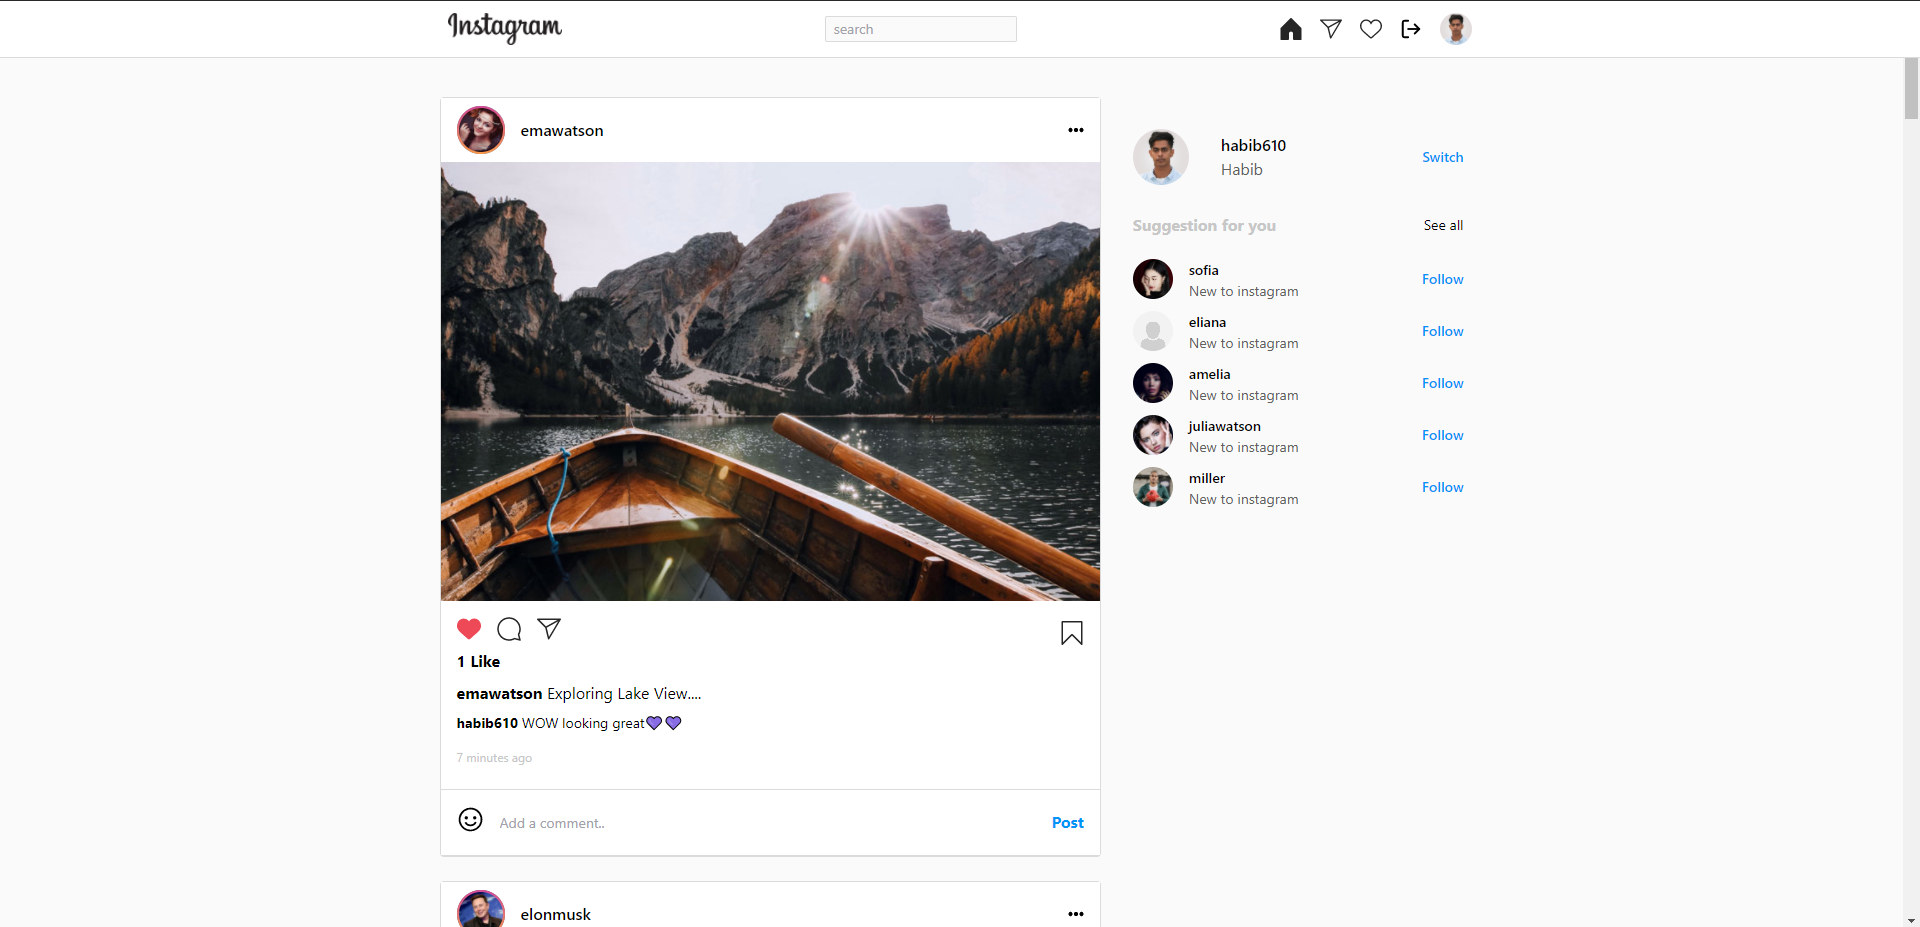 Instagram
search
emawatson
habib610
Habib
Switch
Suggestion for you
See all
sofia
New to instagram
Follow
eliana
New to instagram
Follow
amelia
New to instagram
Follow
juliawatson
New to instagram
Follow
miller
New to instagram
Follow
1 Like
emawatson Exploring Lake View....
habib610 WOW looking great💜💜
7 minutes ago
Add a comment..
Post
elonmusk